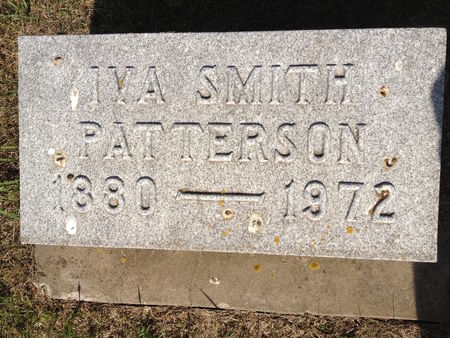 IVA SMITH
PATTERSON
1880 — 1972